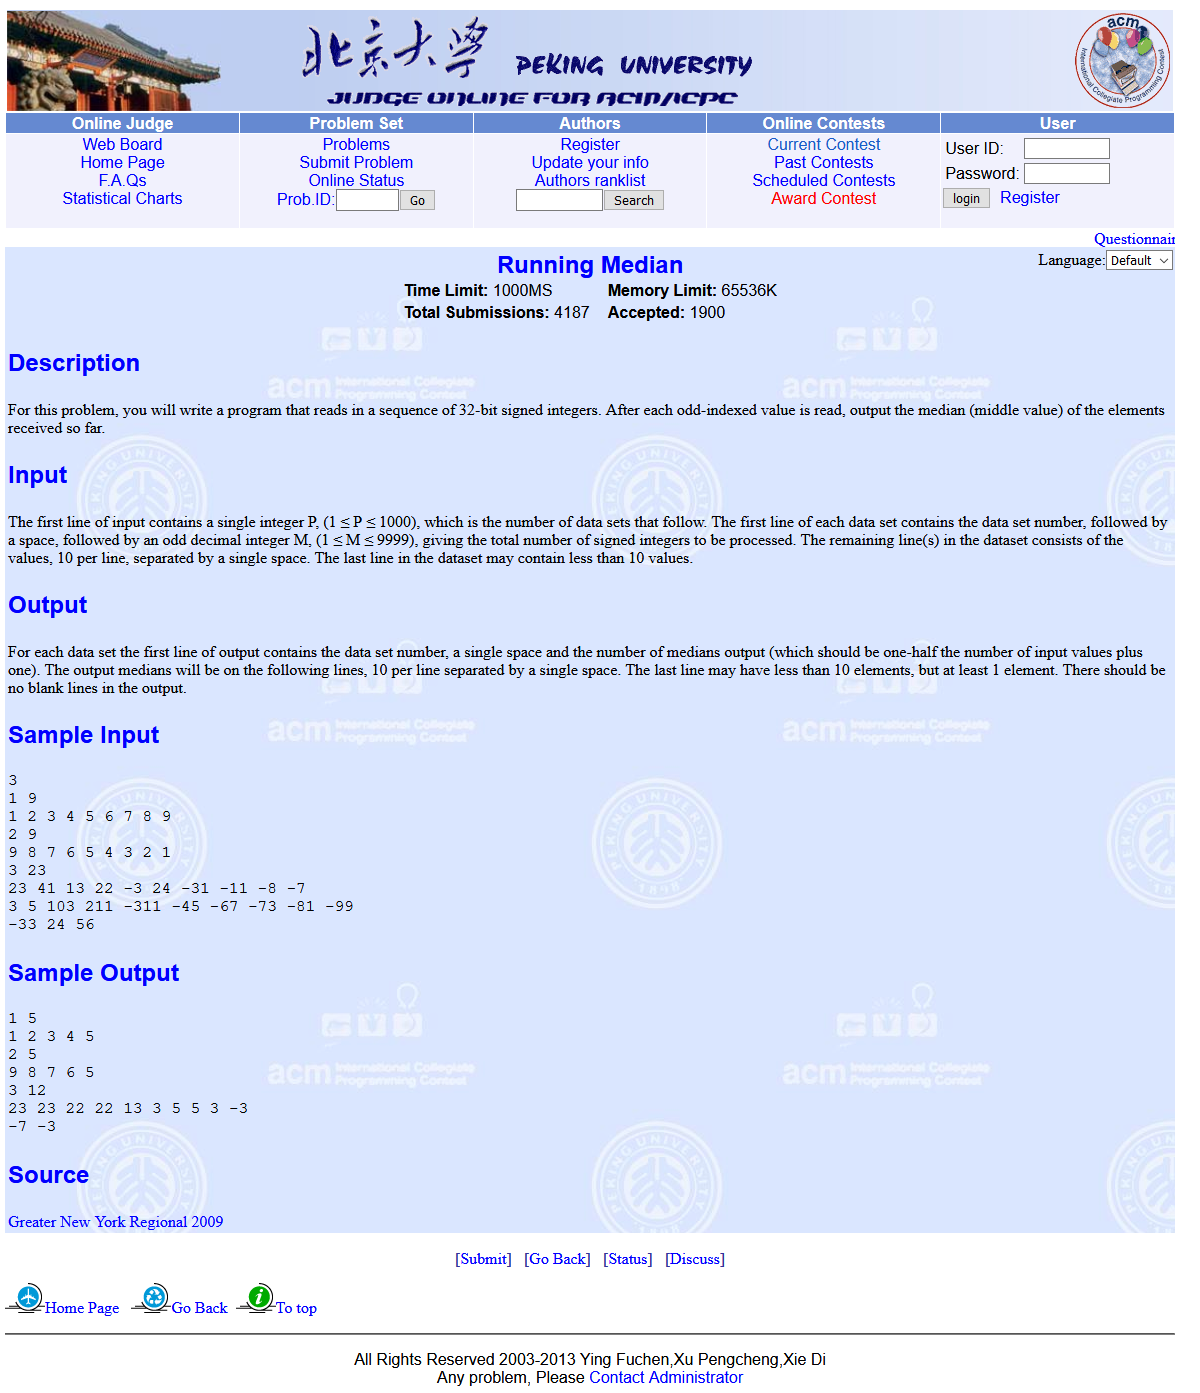 北京大學 PEKING UNIVERSITY
JUDGE ONLINE FOR ACM/ICPC
acm
International Collegiate Programming Contest
Online Judge Problem Set Authors Online Contests User
Web Board Problems Register Current Contest User ID:
Home Page Submit Problem Update your info Past Contests Password:
F.A.Qs Online Status Authors ranklist Scheduled Contests login Register
Statistical Charts Prob.ID: Go Search Award Contest
Questionnair
Language: Default
Running Median
Time Limit: 1000MS Memory Limit: 65536K
Total Submissions: 4187 Accepted: 1900
Description
For this problem, you will write a program that reads in a sequence of 32-bit signed integers. After each odd-indexed value is read, output the median (middle value) of the elements
received so far.
Input
The first line of input contains a single integer P, (1 ≤ P ≤ 1000), which is the number of data sets that follow. The first line of each data set contains the data set number, followed by
a space, followed by an odd decimal integer M, (1 ≤ M ≤ 9999), giving the total number of signed integers to be processed. The remaining line(s) in the dataset consists of the
values, 10 per line, separated by a single space. The last line in the dataset may contain less than 10 values.
Output
For each data set the first line of output contains the data set number, a single space and the number of medians output (which should be one-half the number of input values plus
one). The output medians will be on the following lines, 10 per line separated by a single space. The last line may have less than 10 elements, but at least 1 element. There should be
no blank lines in the output.
Sample Input
3
1 9
1 2 3 4 5 6 7 8 9
2 9
9 8 7 6 5 4 3 2 1
3 23
23 41 13 22 -3 24 -31 -11 -8 -7
3 5 103 211 -311 -45 -67 -73 -81 -99
-33 24 56
Sample Output
1 5
1 2 3 4 5
2 5
9 8 7 6 5
3 12
23 23 22 22 13 3 5 5 3 -3
-7 -3
Source
Greater New York Regional 2009
[Submit] [Go Back] [Status] [Discuss]
Home Page Go Back To top
All Rights Reserved 2003-2013 Ying Fuchen,Xu Pengcheng,Xie Di
Any problem, Please Contact Administrator